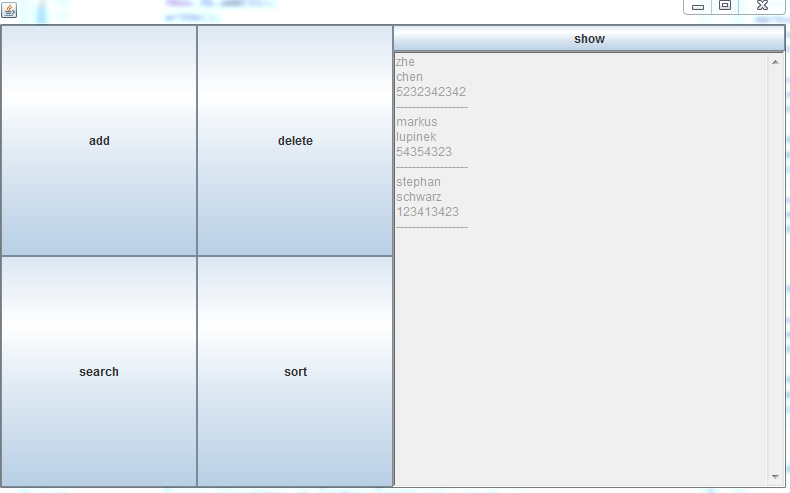 add
delete
search
sort
show
zhe
chen
5232342342
------------------
markus
lupinek
54354323
------------------
stephan
schwarz
123413423
------------------